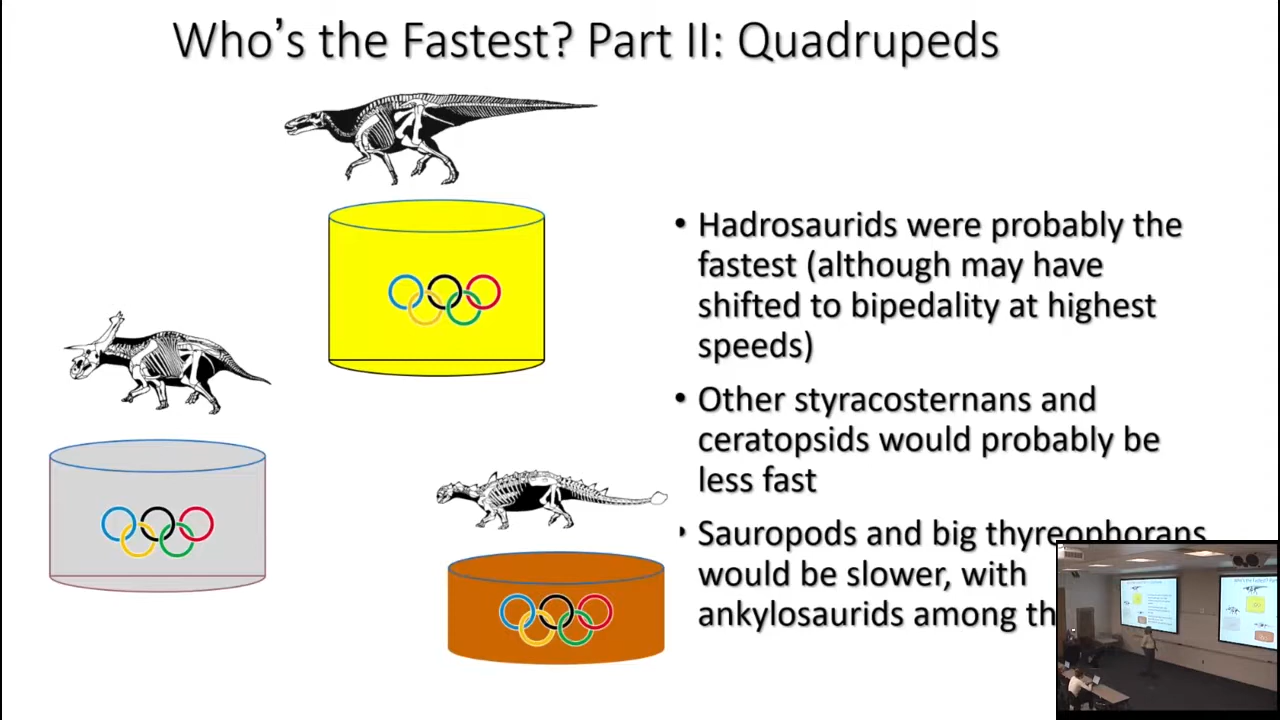 Who’s the Fastest? Part II: Quadrupeds
• Hadrosaurids were probably the
fastest (although may have
shifted to bipedality at highest
speeds)
• Other styracosternans and
ceratopsids would probably be
less fast
• Sauropods and big thyreophorans
would be slower, with
ankylosaurids among th